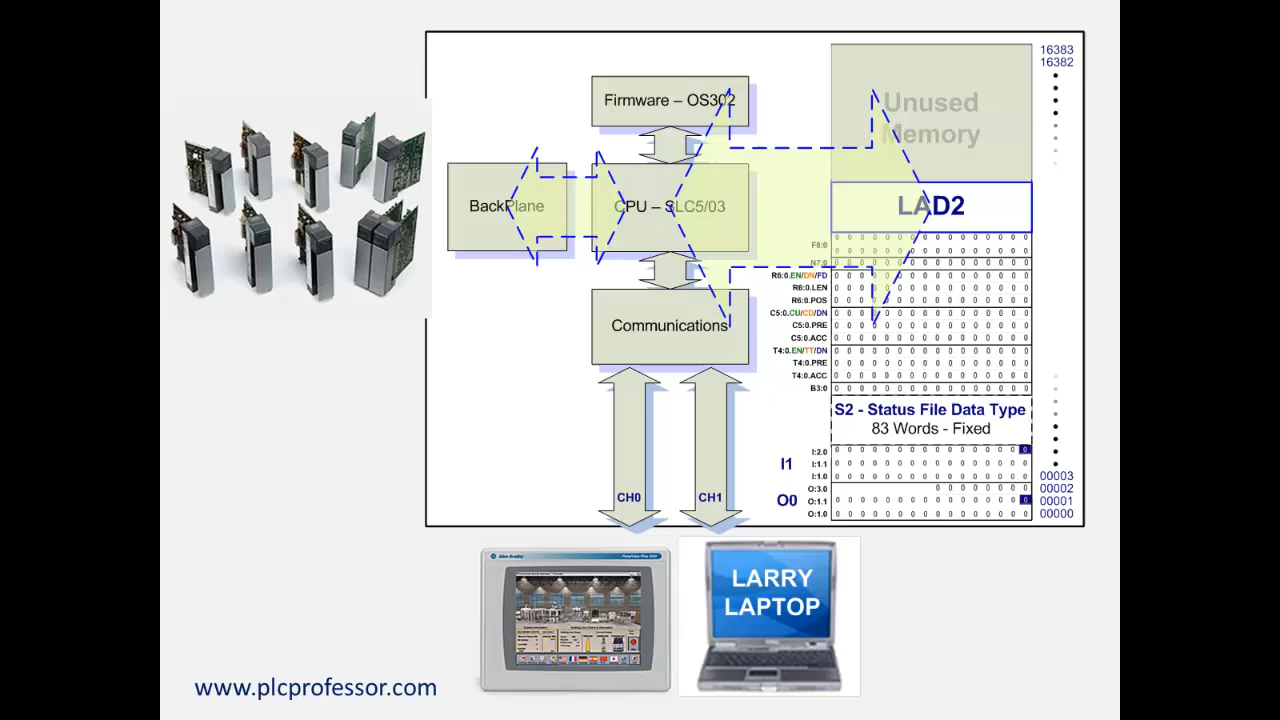 16383
16382
Firmware – OS302
Unused
Memory
BackPlane
CPU – SLC5/03
LAD2
F8:0
N7:0
R6:0.EN/DN/FD
R6:0.LEN
R6:0.POS
C5:0.CU/CD/DN
C5:0.PRE
C5:0.ACC
T4:0.EN/TT/DN
T4:0.PRE
T4:0.ACC
B3:0
Communications
S2 - Status File Data Type
83 Words - Fixed
I1
I:2.0
I:1.1
I:1.0
O0
O:3.0
O:1.1
O:1.0
00003
00002
00001
00000
CH0
CH1
Allen-Bradley
LARRY
LAPTOP
www.plcprofessor.com